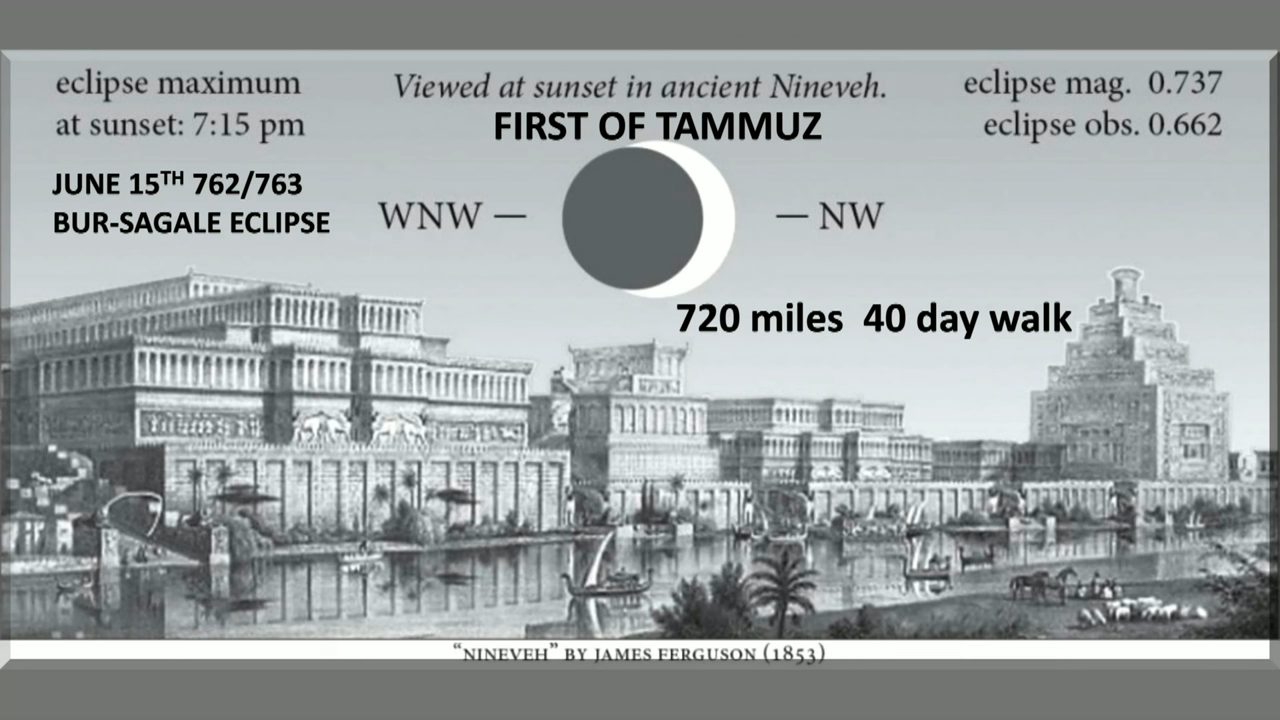 eclipse maximum
at sunset: 7:15 pm
Viewed at sunset in ancient Nineveh.
FIRST OF TAMMUZ
eclipse mag. 0.737
eclipse obs. 0.662
JUNE 15TH 762/763
BUR-SAGALE ECLIPSE
WNW —
— NW
720 miles 40 day walk
“NINEVEH” BY JAMES FERGUSON (1853)